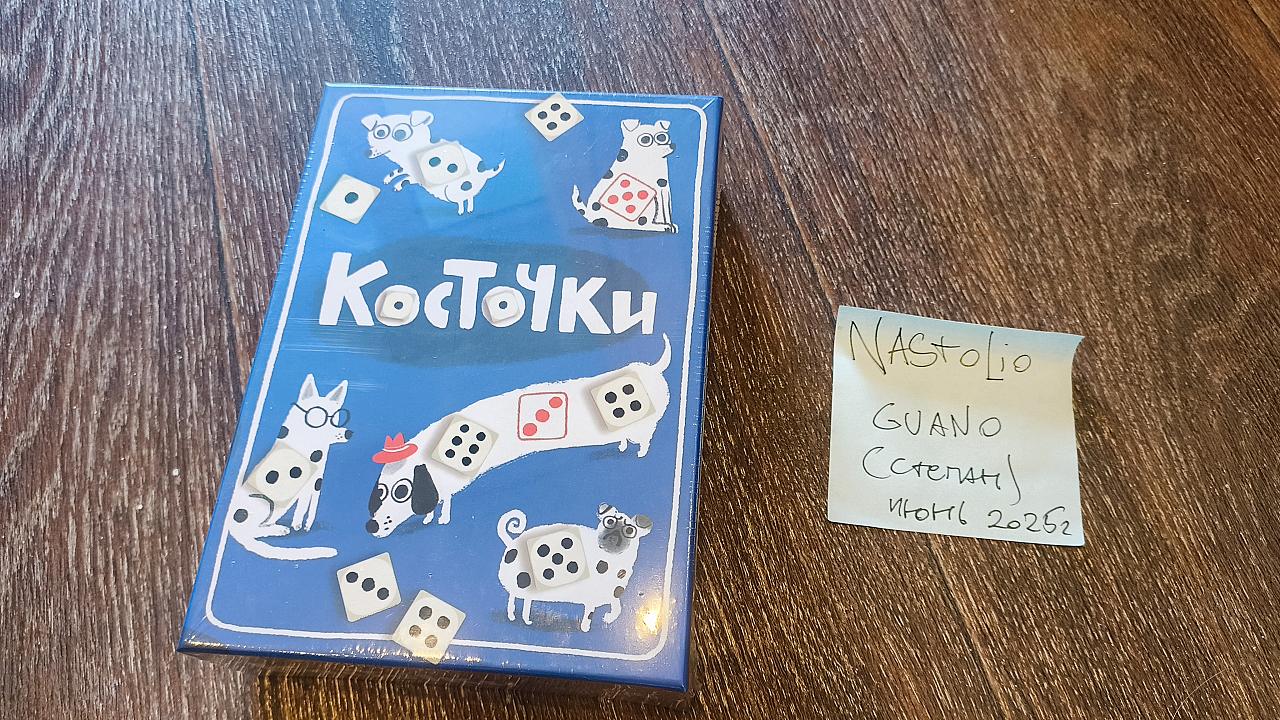 Косточки
NAStoLio
GUANO
(Степан)
июнь 2025г